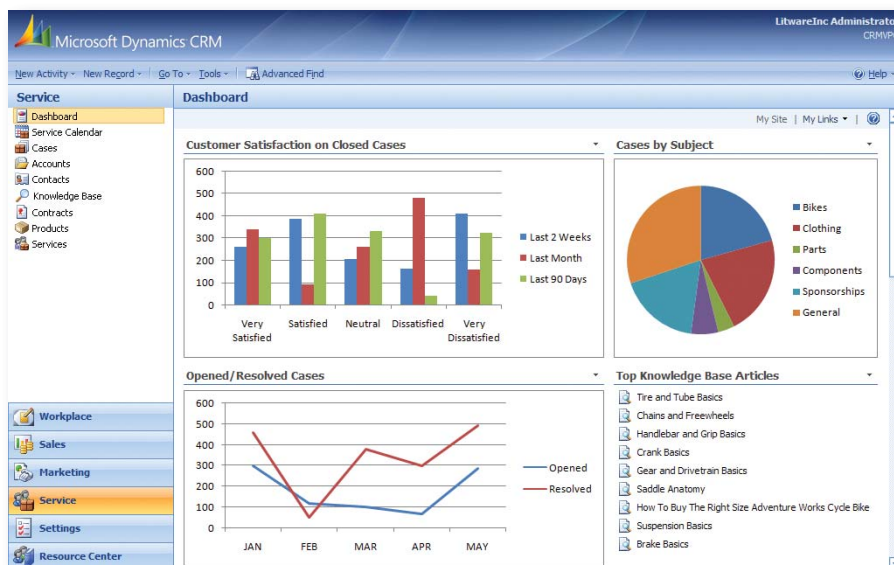 LitwareInc Administrato
CRMVP
Microsoft Dynamics CRM
New Activity New Record Go To Tools Advanced Find Help
Service
Dashboard
Service Calendar
Cases
Accounts
Contacts
Knowledge Base
Contracts
Products
Services
Workplace
Sales
Marketing
Service
Settings
Resource Center
Dashboard
My Site | My Links
Customer Satisfaction on Closed Cases
600
500
400
300
200
100
0
Very Satisfied
Satisfied
Neutral
Dissatisfied
Very Dissatisfied
Last 2 Weeks
Last Month
Last 90 Days
Cases by Subject
Bikes
Clothing
Parts
Components
Sponsorships
General
Opened/Resolved Cases
600
500
400
300
200
100
0
JAN FEB MAR APR MAY
Opened
Resolved
Top Knowledge Base Articles
Tire and Tube Basics
Chains and Freewheels
Handlebar and Grip Basics
Crank Basics
Gear and Drivetrain Basics
Saddle Anatomy
How To Buy The Right Size Adventure Works Cycle Bike
Suspension Basics
Brake Basics